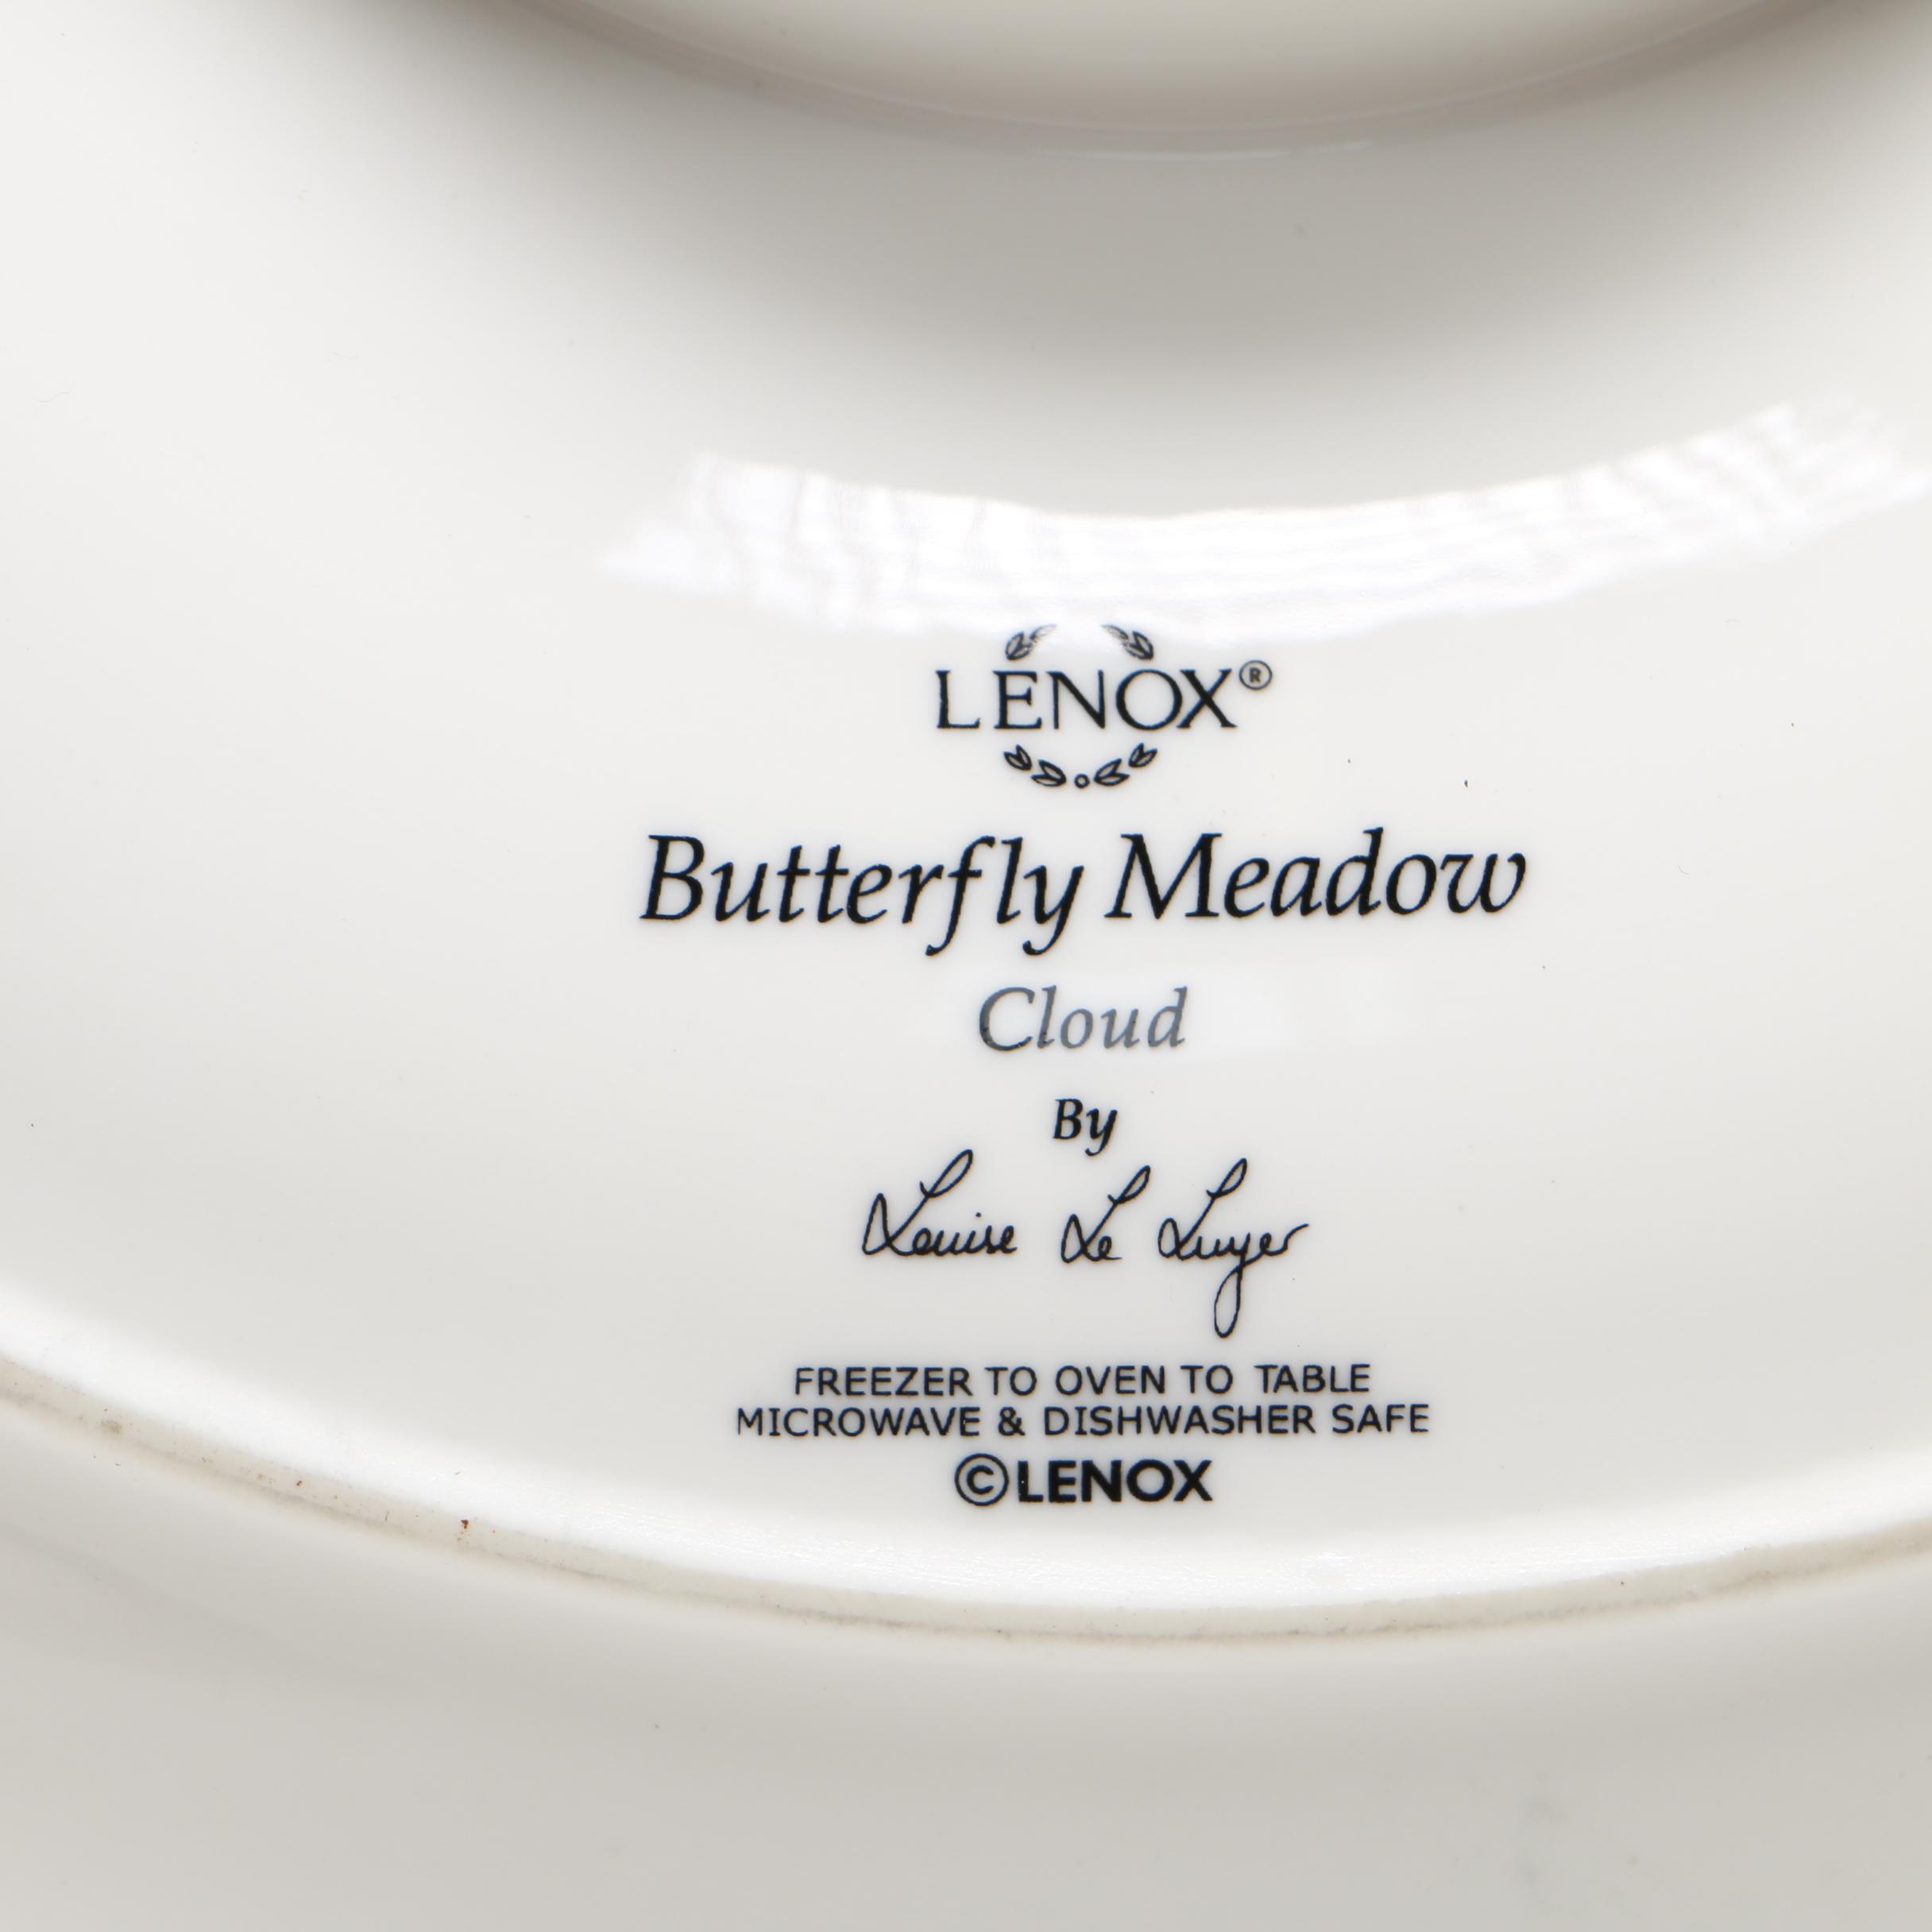 LENOX®
Butterfly Meadow
Cloud
By
Louise Le Luyer
FREEZER TO OVEN TO TABLE
MICROWAVE & DISHWASHER SAFE
©LENOX